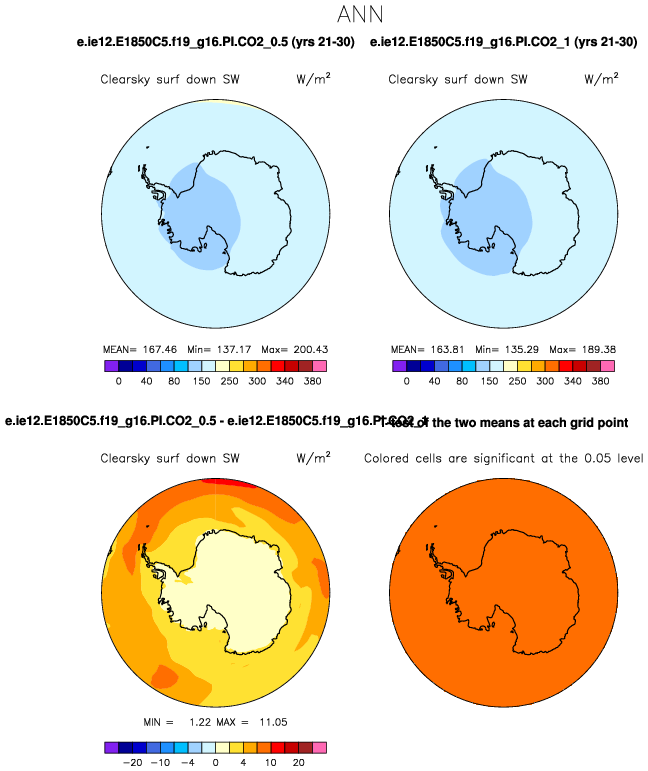 ANN
e.ie12.E1850C5.f19_g16.PI.CO2_0.5 (yrs 21-30)
e.ie12.E1850C5.f19_g16.PI.CO2_1 (yrs 21-30)
Clearsky surf down SW W/m²
Clearsky surf down SW W/m²
MEAN= 167.46 Min= 137.17 Max= 200.43
MEAN= 163.81 Min= 135.29 Max= 189.38
0 40 80 150 250 300 340 380
0 40 80 150 250 300 340 380
e.ie12.E1850C5.f19_g16.PI.CO2_0.5 - e.ie12.E1850C5.f19_g16.PI.CO2_1
T-test of the two means at each grid point
Clearsky surf down SW W/m²
Colored cells are significant at the 0.05 level
MIN = 1.22 MAX = 11.05
-20 -10 -4 0 4 10 20